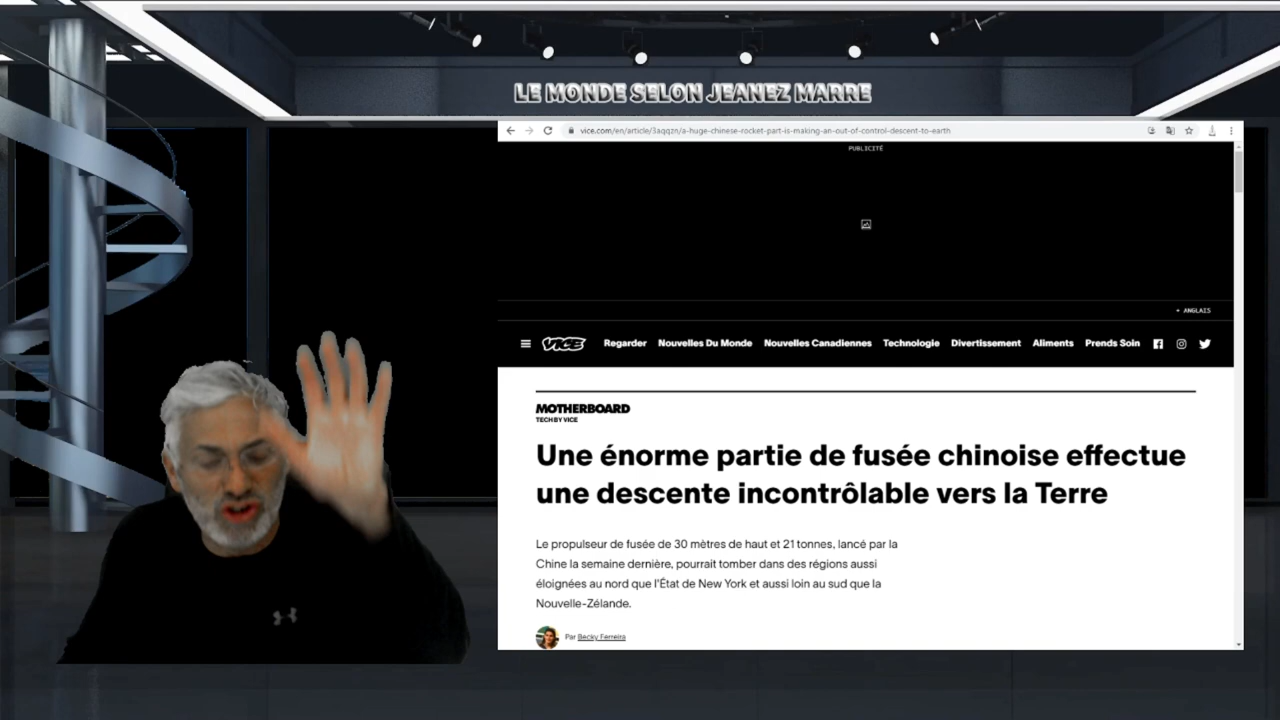 LE MONDE SELON JEANEZ MARRE
vice.com/en/article/3aqqzn/a-huge-chinese-rocket-part-is-making-an-out-of-control-descent-to-earth
PUBLICITÉ
+ ANGLAIS
VICE Regarder Nouvelles Du Monde Nouvelles Canadiennes Technologie Divertissement Aliments Prends Soin
MOTHERBOARD
TECH BY VICE
Une énorme partie de fusée chinoise effectue
une descente incontrôlable vers la Terre
Le propulseur de fusée de 30 mètres de haut et 21 tonnes, lancé par la
Chine la semaine dernière, pourrait tomber dans des régions aussi
éloignées au nord que l'État de New York et aussi loin au sud que la
Nouvelle-Zélande.
Par Becky Ferreira